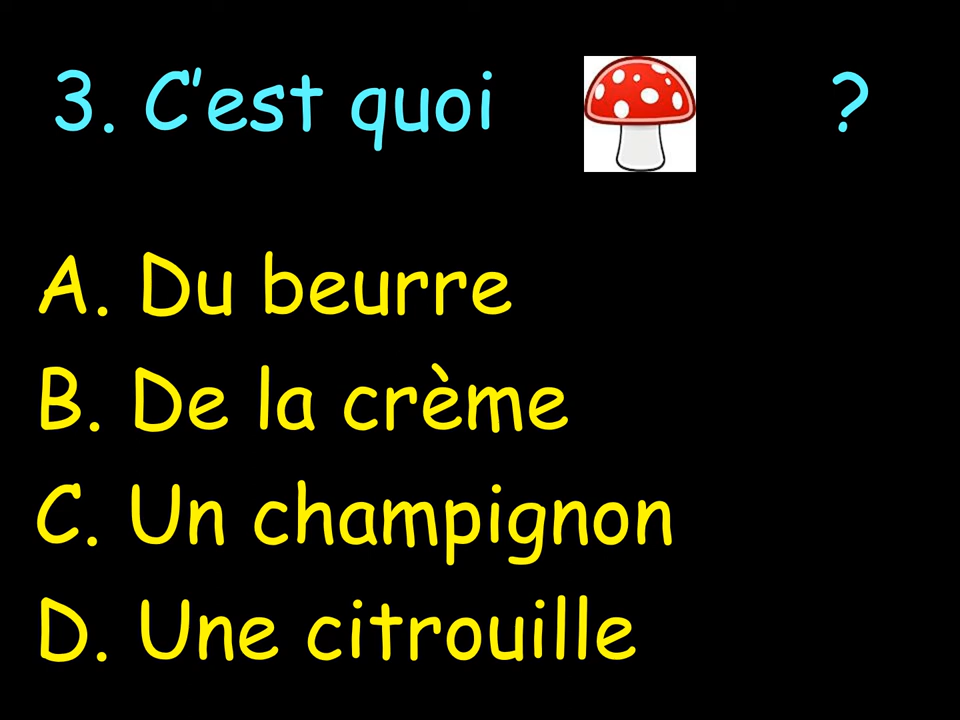 3. C’est quoi ?
A. Du beurre
B. De la crème
C. Un champignon
D. Une citrouille